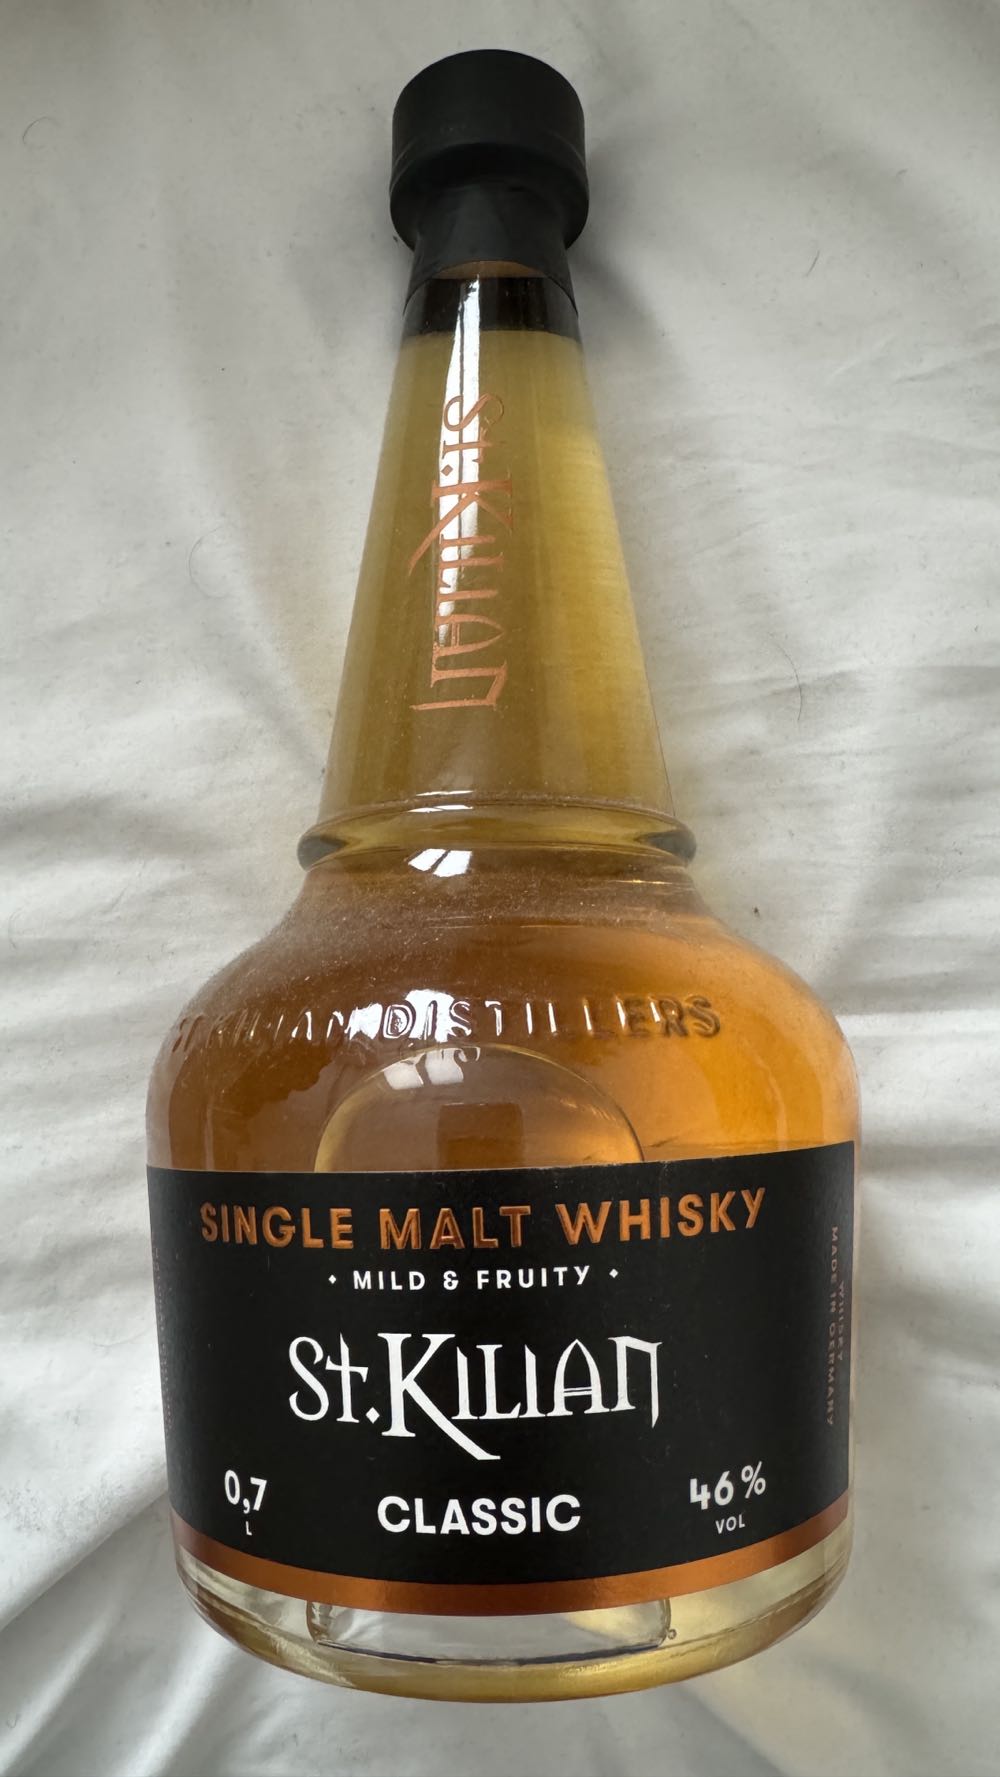 St. KILIAN
ST. KILIAN DISTILLERS
SINGLE MALT WHISKY
• MILD & FRUITY •
St. KILIAN
0,7
L
CLASSIC
46 %
VOL
WHISKY
MADE IN GERMANY